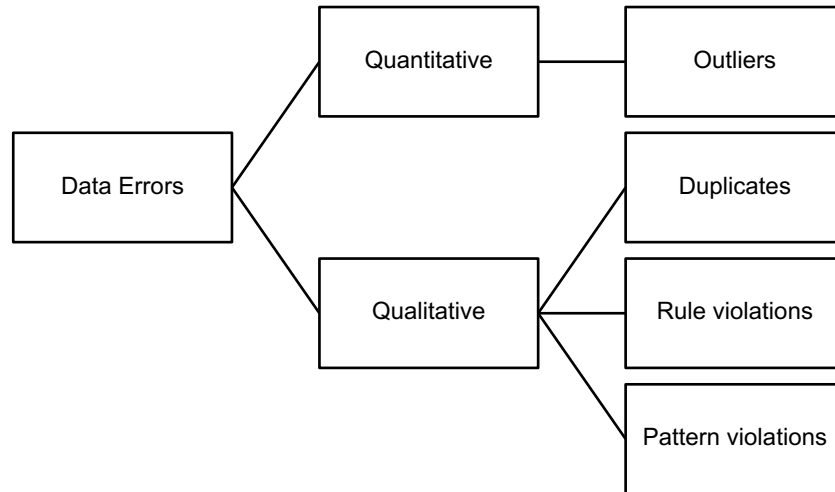 Quantitative
Outliers
Data Errors
Duplicates
Qualitative
Rule violations
Pattern violations